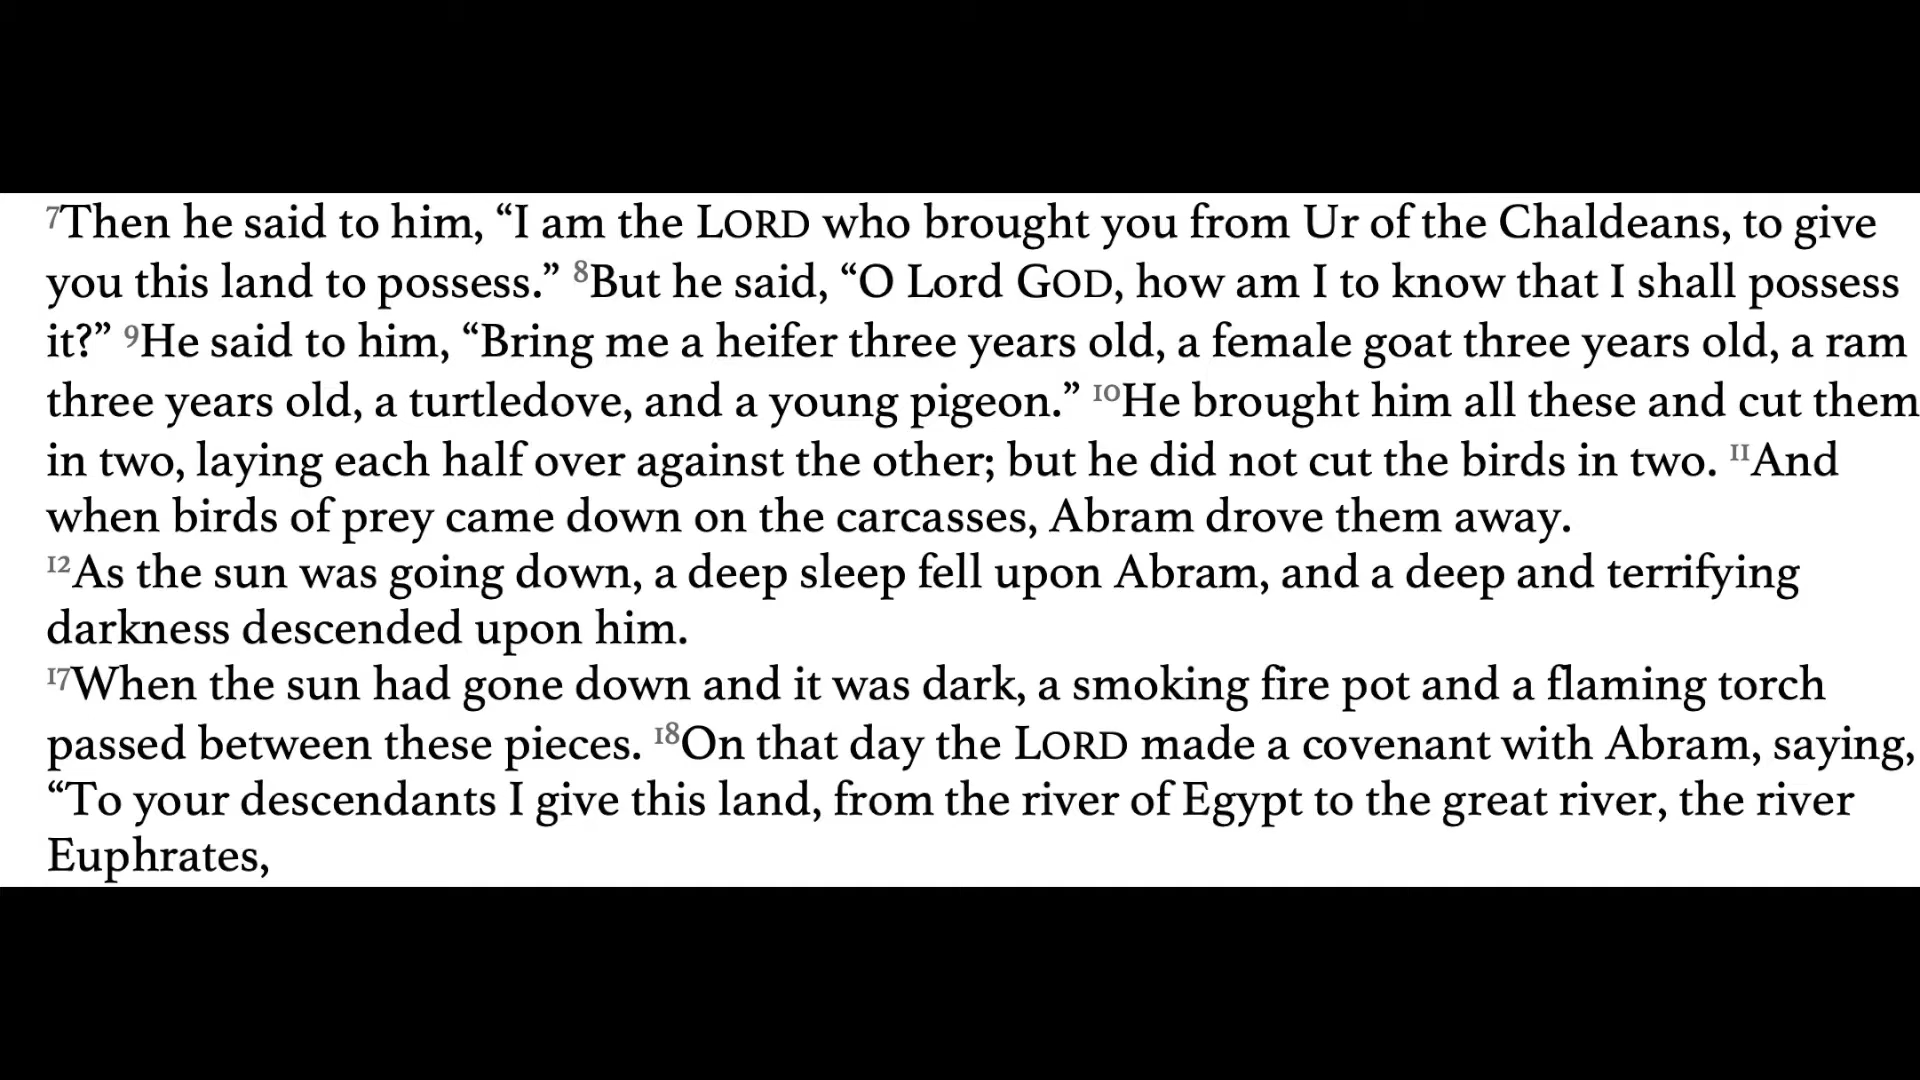 7Then he said to him, “I am the LORD who brought you from Ur of the Chaldeans, to give
you this land to possess.” 8But he said, “O Lord GOD, how am I to know that I shall possess
it?” 9He said to him, “Bring me a heifer three years old, a female goat three years old, a ram
three years old, a turtledove, and a young pigeon.” 10He brought him all these and cut them
in two, laying each half over against the other; but he did not cut the birds in two. 11And
when birds of prey came down on the carcasses, Abram drove them away.
12As the sun was going down, a deep sleep fell upon Abram, and a deep and terrifying
darkness descended upon him.
17When the sun had gone down and it was dark, a smoking fire pot and a flaming torch
passed between these pieces. 18On that day the LORD made a covenant with Abram, saying,
“To your descendants I give this land, from the river of Egypt to the great river, the river
Euphrates,